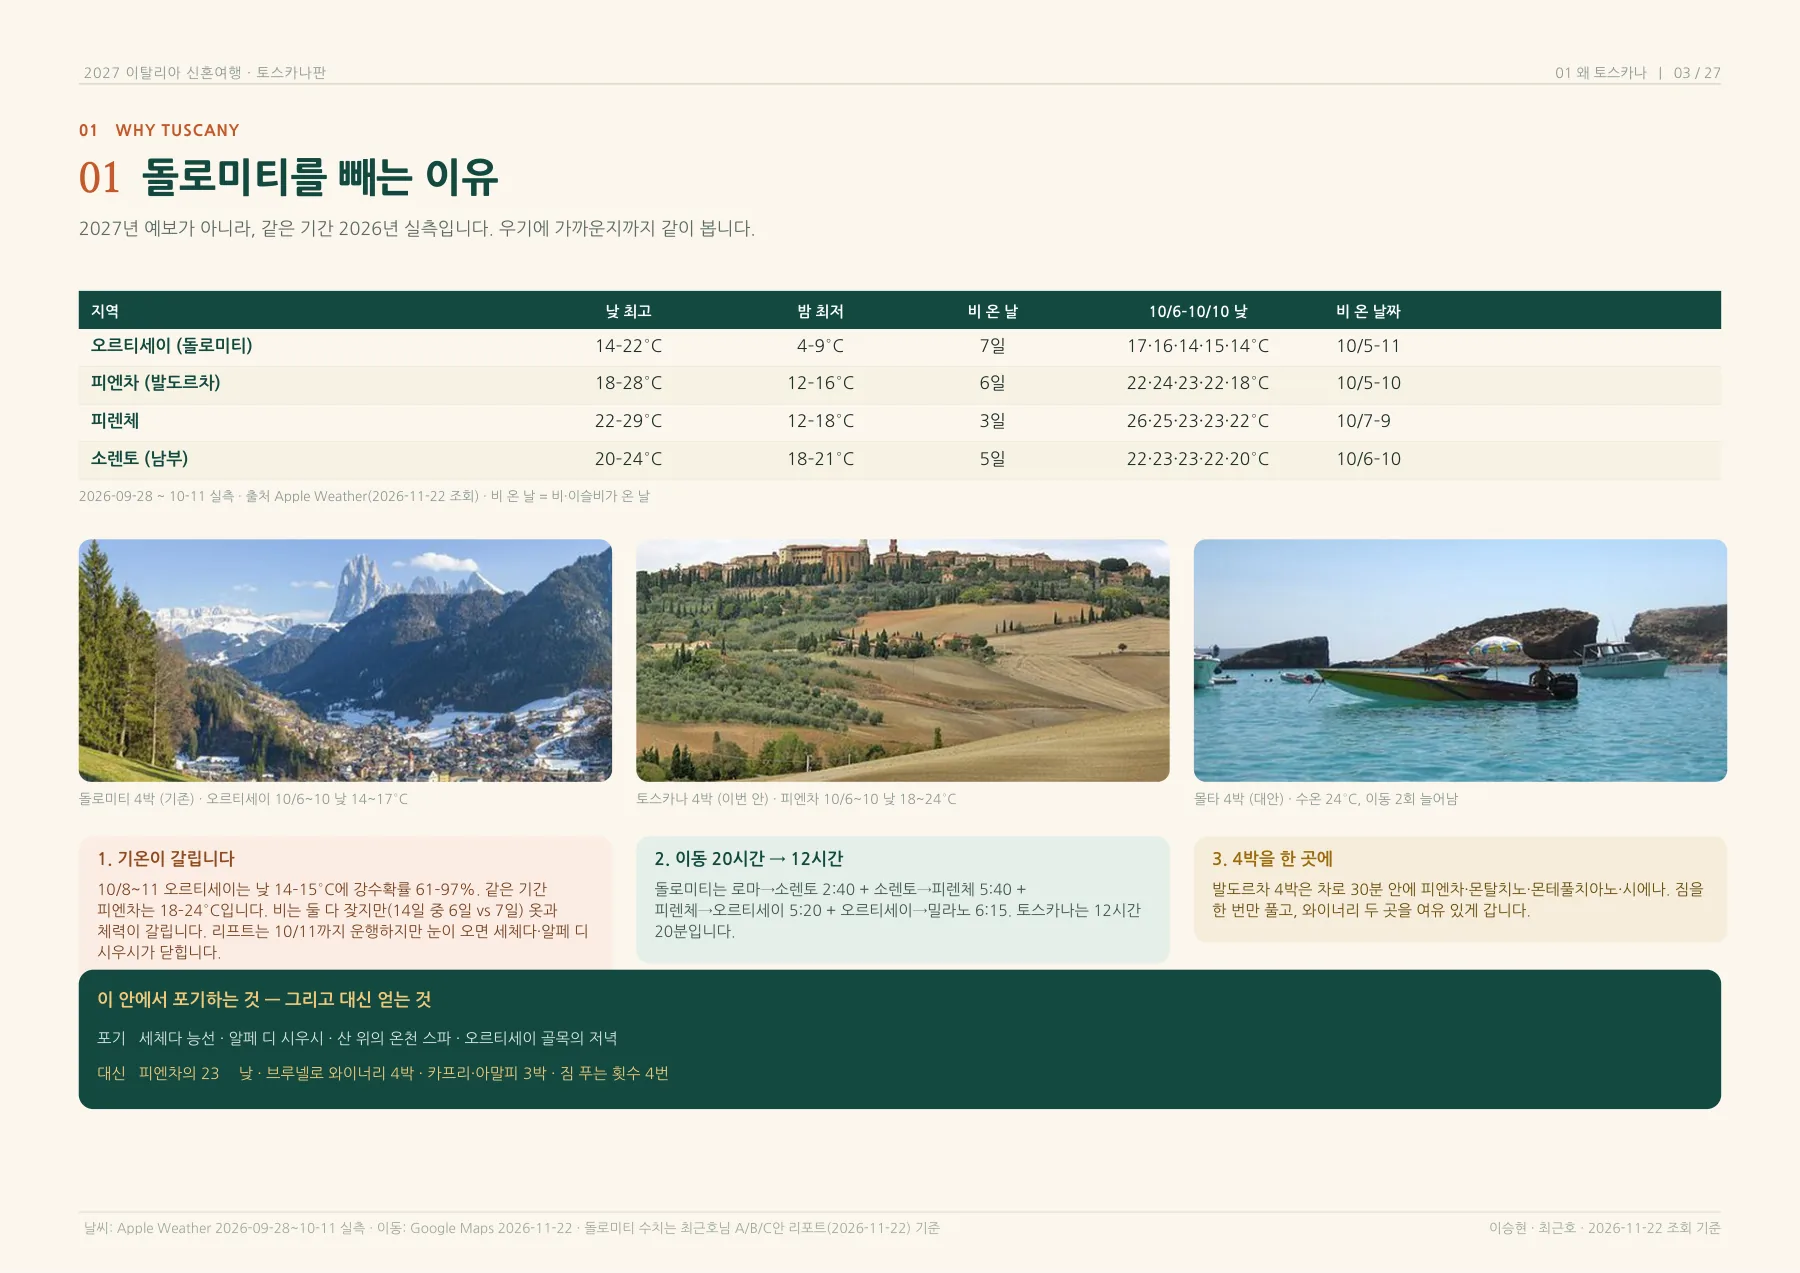 2027 이탈리아 신혼여행 · 토스카나판
01 왜 토스카나 | 03 / 27
01 WHY TUSCANY
01 돌로미티를 빼는 이유
2027년 예보가 아니라, 같은 기간 2026년 실측입니다. 우기에 가까운지까지 같이 봅니다.
지역 낮 최고 밤 최저 비 온 날 10/6-10/10 낮 비 온 날짜
오르티세이 (돌로미티) 14-22°C 4-9°C 7일 17·16·14·15·14°C 10/5-11
피엔차 (발도르차) 18-28°C 12-16°C 6일 22·24·23·22·18°C 10/5-10
피렌체 22-29°C 12-18°C 3일 26·25·23·23·22°C 10/7-9
소렌토 (남부) 20-24°C 18-21°C 5일 22·23·23·22·20°C 10/6-10
2026-09-28 ~ 10-11 실측 · 출처 Apple Weather(2026-11-22 조회) · 비 온 날 = 비·이슬비가 온 날
돌로미티 4박 (기존) · 오르티세이 10/6~10 낮 14~17°C
토스카나 4박 (이번 안) · 피엔차 10/6~10 낮 18~24°C
몰타 4박 (대안) · 수온 24°C, 이동 2회 늘어남
1. 기온이 갈립니다
10/8~11 오르티세이는 낮 14-15°C에 강수확률 61-97%. 같은 기간
피엔차는 18-24°C입니다. 비는 둘 다 잦지만(14일 중 6일 vs 7일) 옷과
체력이 갈립니다. 리프트는 10/11까지 운행하지만 눈이 오면 세체다·알페 디
시우시가 닫힙니다.
2. 이동 20시간 → 12시간
돌로미티는 로마→소렌토 2:40 + 소렌토→피렌체 5:40 +
피렌체→오르티세이 5:20 + 오르티세이→밀라노 6:15. 토스카나는 12시간
20분입니다.
3. 4박을 한 곳에
발도르차 4박은 차로 30분 안에 피엔차·몬탈치노·몬테풀치아노·시에나. 짐을
한 번만 풀고, 와이너리 두 곳을 여유 있게 갑니다.
이 안에서 포기하는 것 — 그리고 대신 얻는 것
포기 세체다 능선 · 알페 디 시우시 · 산 위의 온천 스파 · 오르티세이 골목의 저녁
대신 피엔차의 23 낮 · 브루넬로 와이너리 4박 · 카프리·아말피 3박 · 짐 푸는 횟수 4번
날씨: Apple Weather 2026-09-28~10-11 실측 · 이동: Google Maps 2026-11-22 · 돌로미티 수치는 최근호님 A/B/C안 리포트(2026-11-22) 기준
이승현 · 최근호 · 2026-11-22 조회 기준